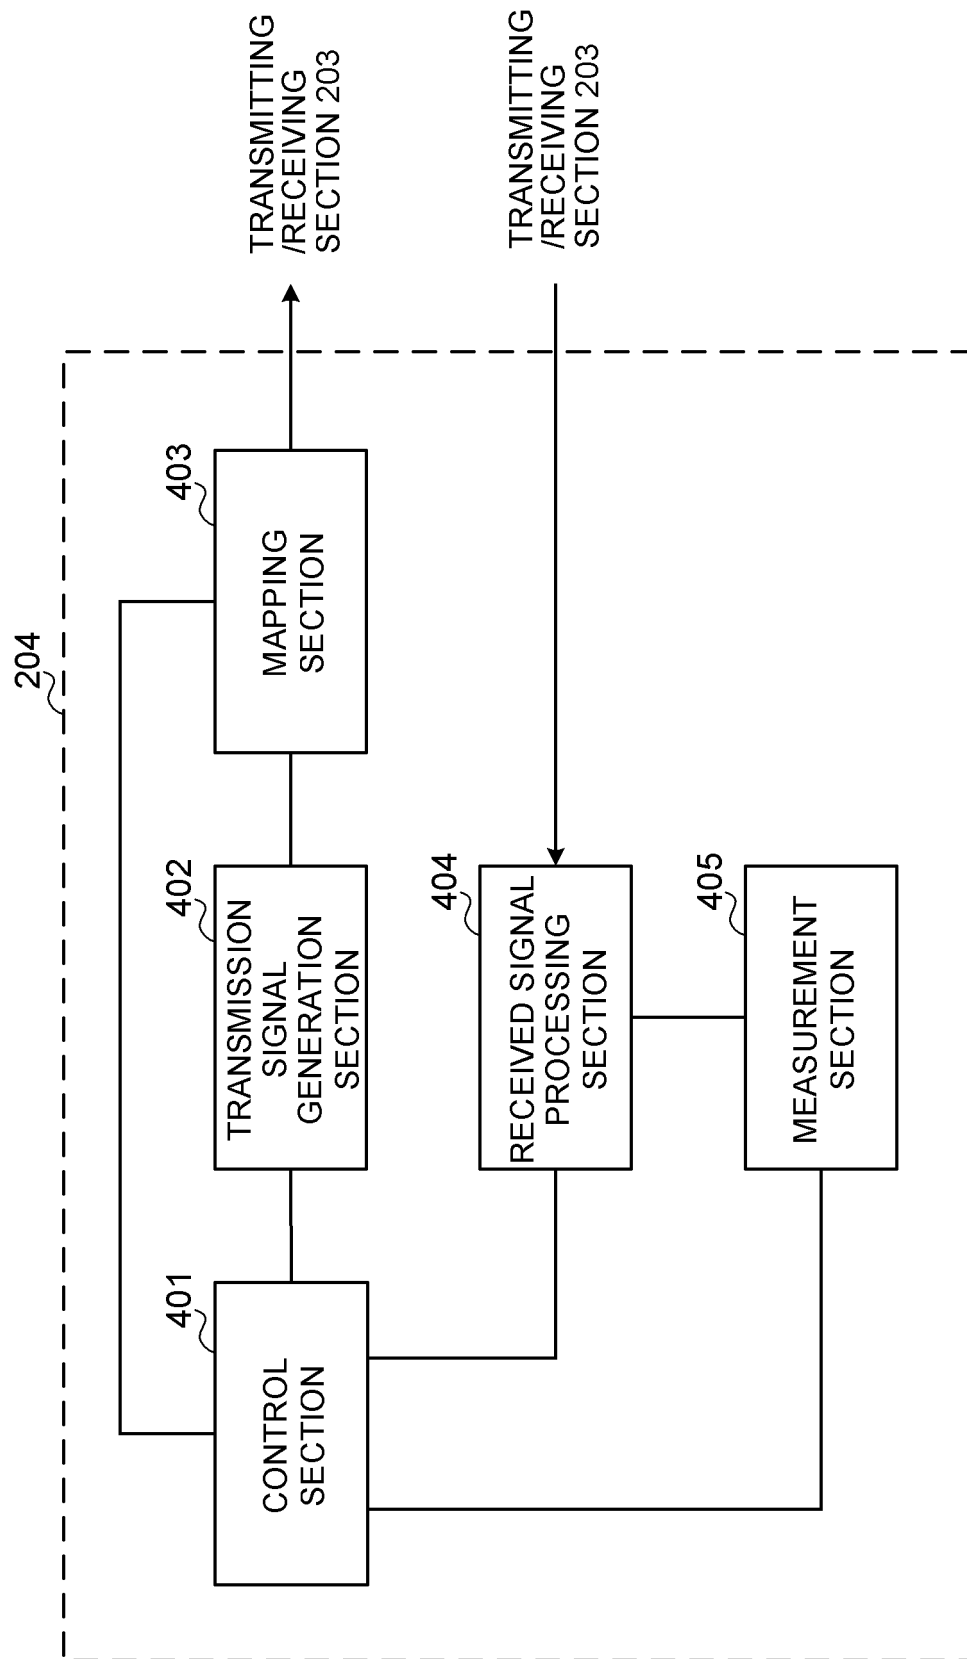 204
401
CONTROL
SECTION
402
TRANSMISSION
SIGNAL
GENERATION
SECTION
403
MAPPING
SECTION
TRANSMITTING
/RECEIVING
SECTION 203
404
RECEIVED SIGNAL
PROCESSING
SECTION
TRANSMITTING
/RECEIVING
SECTION 203
405
MEASUREMENT
SECTION